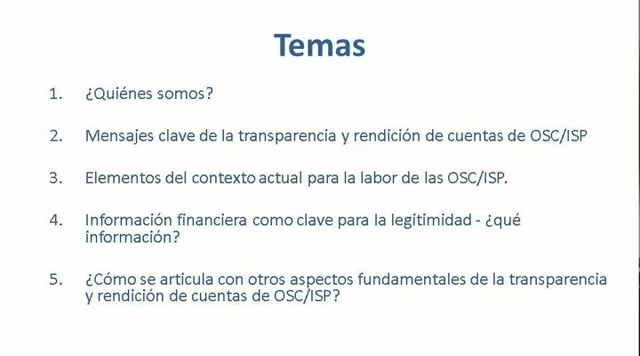 Temas
1. ¿Quiénes somos?
2. Mensajes clave de la transparencia y rendición de cuentas de OSC/ISP
3. Elementos del contexto actual para la labor de las OSC/ISP.
4. Información financiera como clave para la legitimidad - ¿qué
información?
5. ¿Cómo se articula con otros aspectos fundamentales de la transparencia
y rendición de cuentas de OSC/ISP?